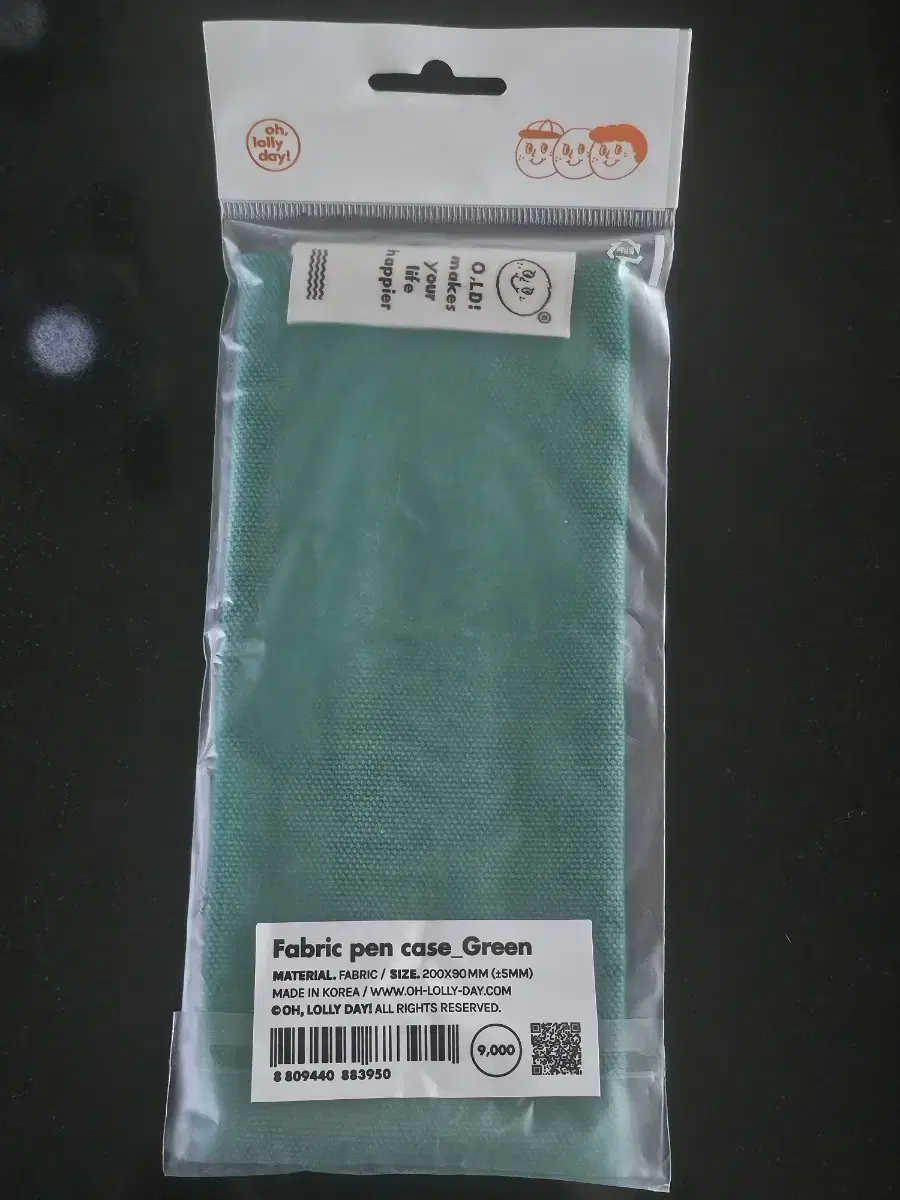 oh,
lolly
day!
O,LD!
makes
your
life
happier
®
Fabric pen case_Green
MATERIAL. FABRIC / SIZE. 200X90MM (±5MM)
MADE IN KOREA / WWW.OH-LOLLY-DAY.COM
©OH, LOLLY DAY! ALL RIGHTS RESERVED.
9,000
8 809440 883950